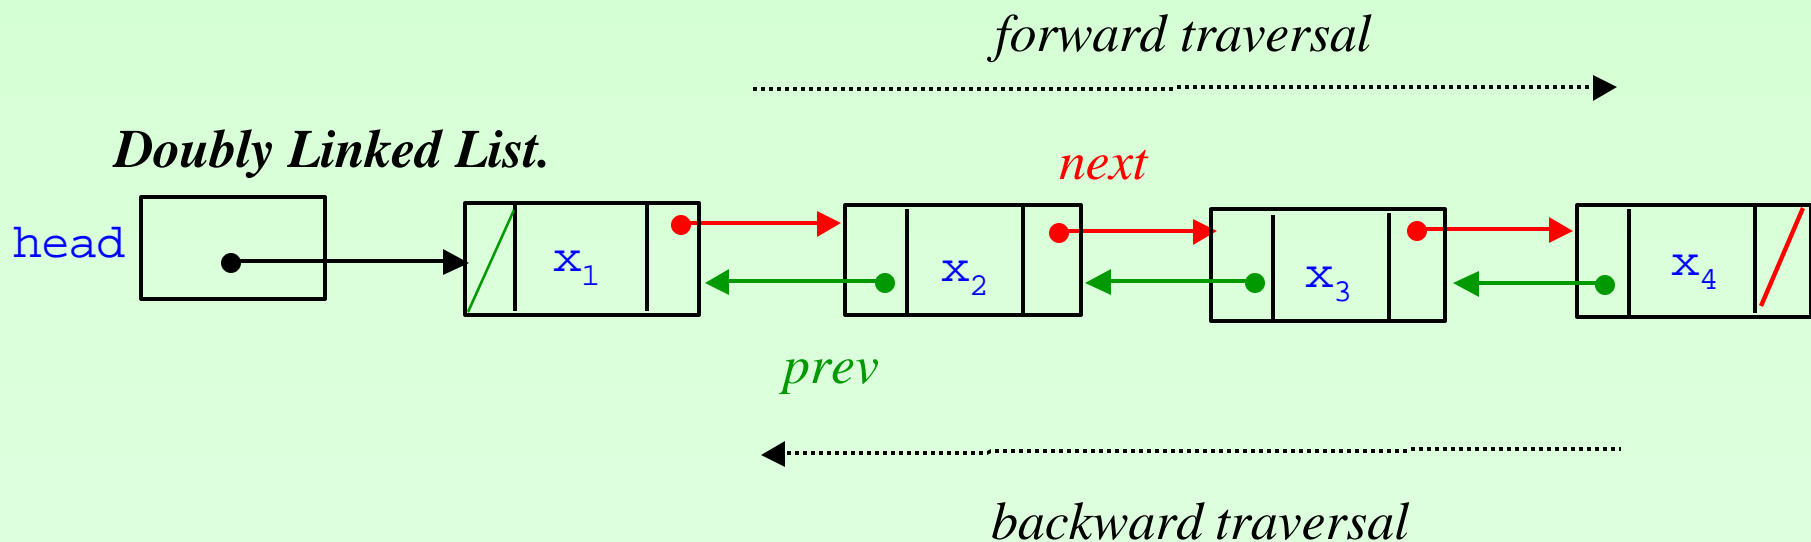 forward traversal
Doubly Linked List.
next
head
x₁
x₂
x₃
x₄
prev
backward traversal